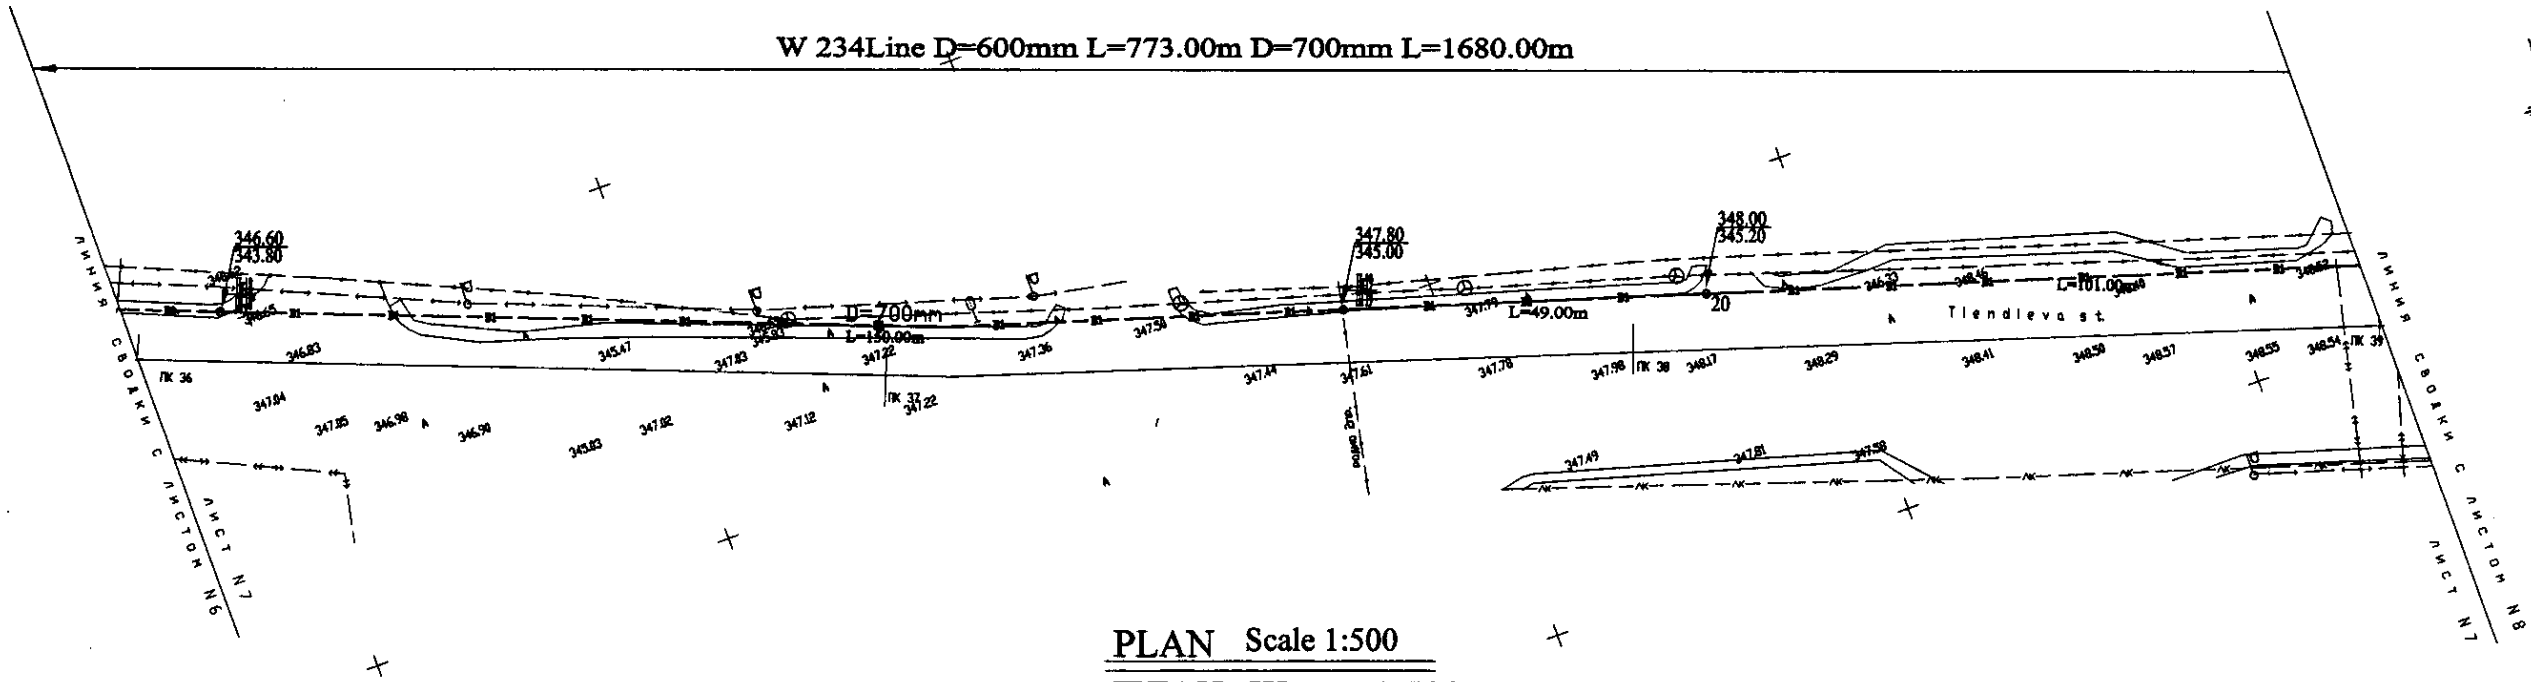 W 234Line D=600mm L=773.00m D=700mm L=1680.00m
346.60
343.80
347.80
345.00
348.00
345.20
ЛИНИЯ СВОДКИ С ЛИСТОМ N6
ЛИСТ N7
D=700mm
L=150.00m
L=49.00m
20
L=101.00m
Tlendieva st.
347.50
347.79
346.83
345.47
347.83
347.22
347.36
347.44
347.61
347.78
347.98
ПК 38
348.17
348.29
348.41
348.50
348.57
348.55
348.54
ПК 39
ПК 36
ПК 37
347.22
347.04
347.05
346.98
346.90
345.83
347.02
347.12
347.49
347.81
347.58
ЛИНИЯ СВОДКИ С ЛИСТОМ N8
ЛИСТ N7
PLAN Scale 1:500